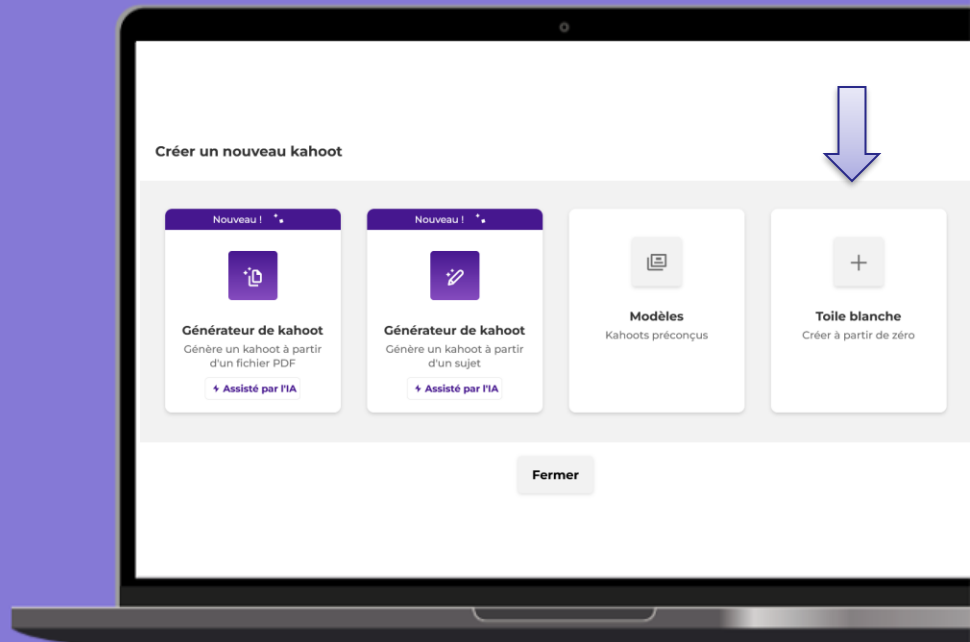 Créer un nouveau kahoot
Nouveau !
Générateur de kahoot
Génère un kahoot à partir
d'un fichier PDF
Assisté par l'IA
Nouveau !
Générateur de kahoot
Génère un kahoot à partir
d'un sujet
Assisté par l'IA
Modèles
Kahoots préconçus
Toile blanche
Créer à partir de zéro
Fermer